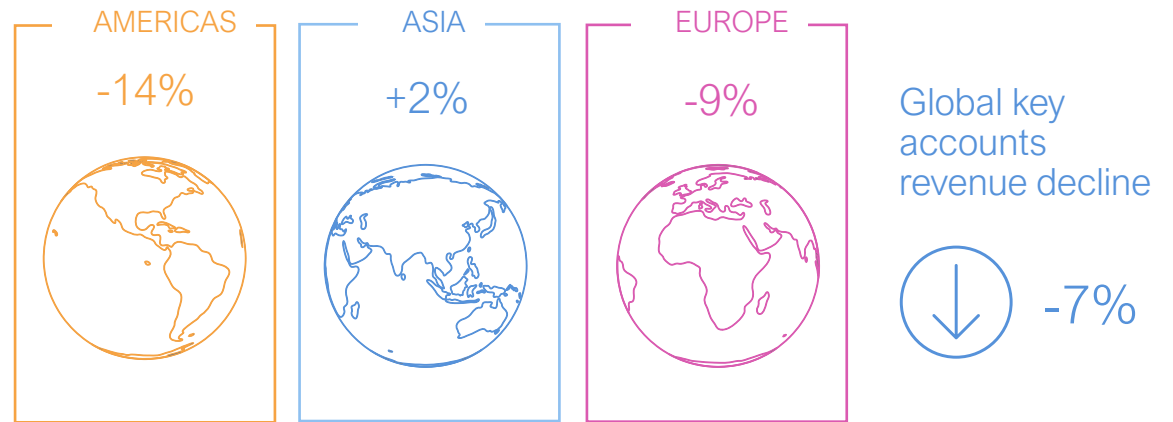 AMERICAS
-14%
ASIA
+2%
EUROPE
-9%
Global key
accounts
revenue decline
-7%